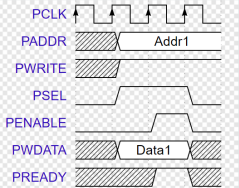 PCLK
PADDR Addr1
PWRITE
PSEL
PENABLE
PWDATA Data1
PREADY